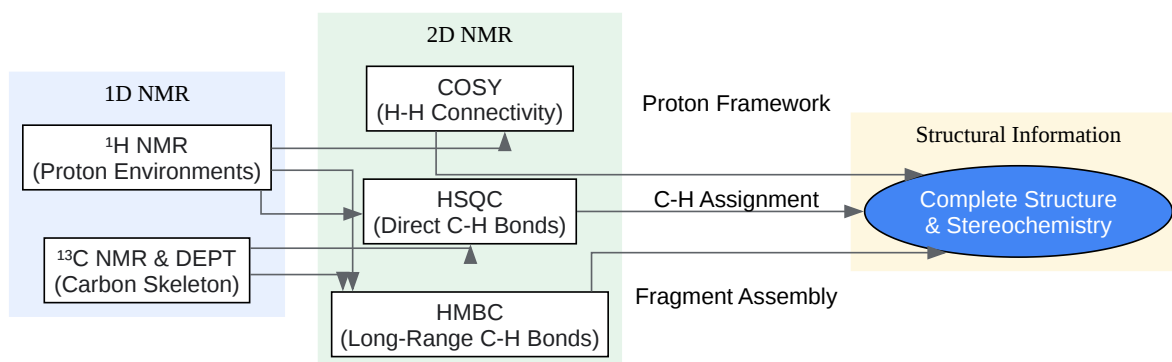 1D NMR
¹H NMR
(Proton Environments)
¹³C NMR & DEPT
(Carbon Skeleton)
2D NMR
COSY
(H-H Connectivity)
HSQC
(Direct C-H Bonds)
HMBC
(Long-Range C-H Bonds)
Proton Framework
C-H Assignment
Fragment Assembly
Structural Information
Complete Structure
& Stereochemistry